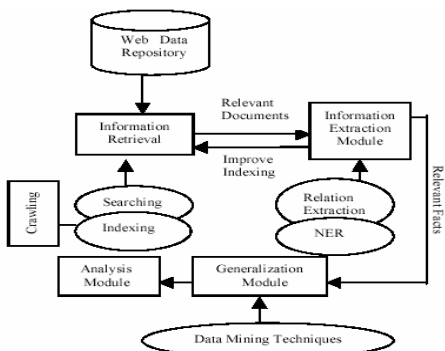 Web Data
Repository
Information
Retrieval
Relevant
Documents
Improve
Indexing
Information
Extraction
Module
Relevant Facts
Searching
Indexing
Crawling
Relation
Extraction
NER
Analysis
Module
Generalization
Module
Data Mining Techniques